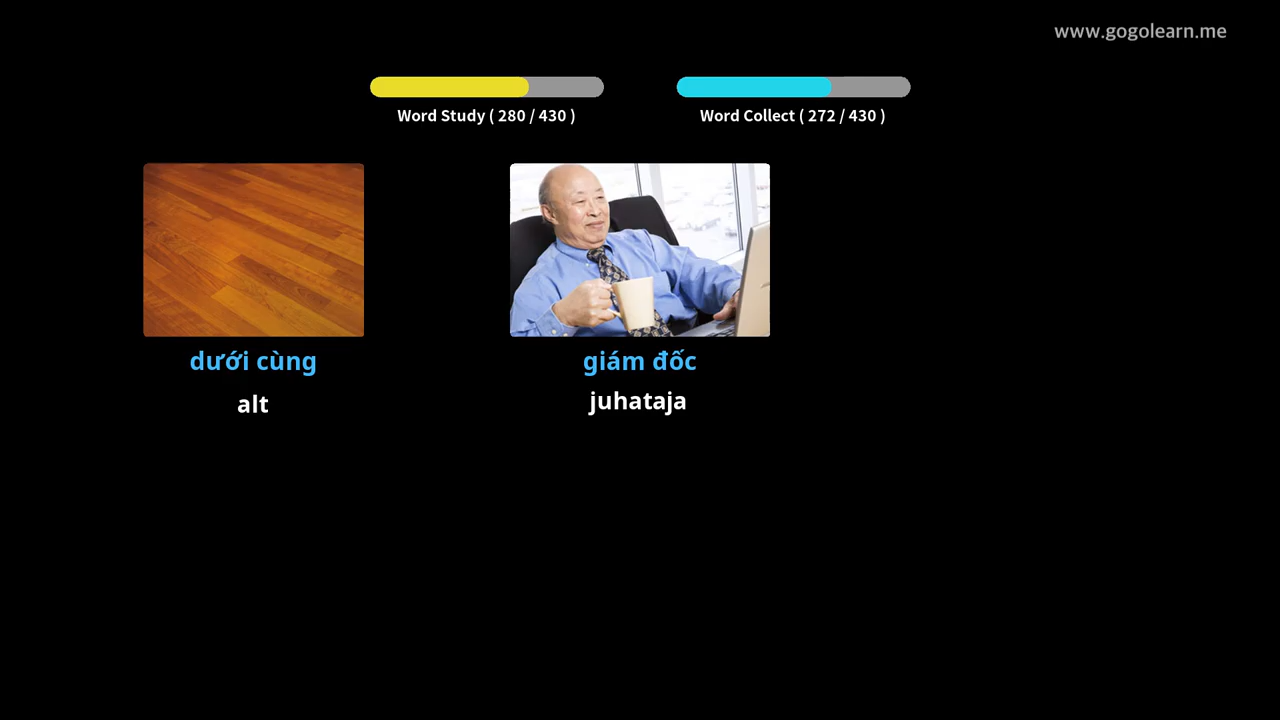 www.gogolearn.me
Word Study ( 280 / 430 )
Word Collect ( 272 / 430 )
dưới cùng
alt
giám đốc
juhataja